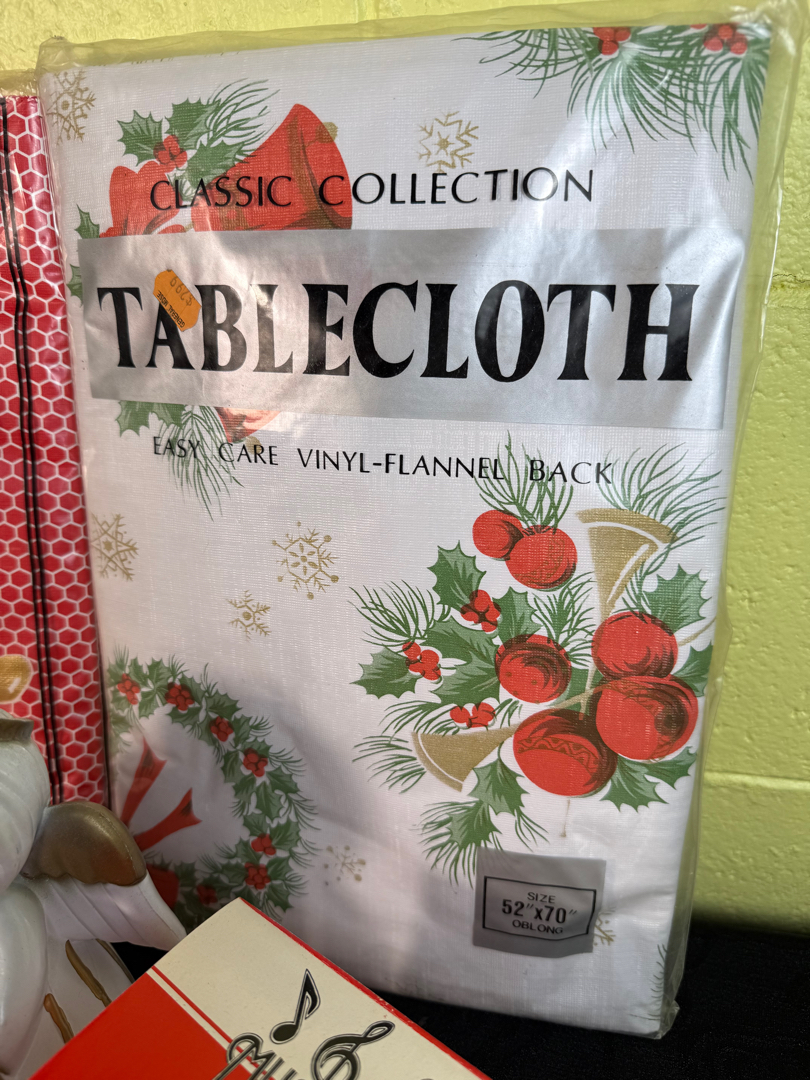 CLASSIC COLLECTION
TABLECLOTH
EASY CARE VINYL-FLANNEL BACK
SIZE
52"x70"
OBLONG